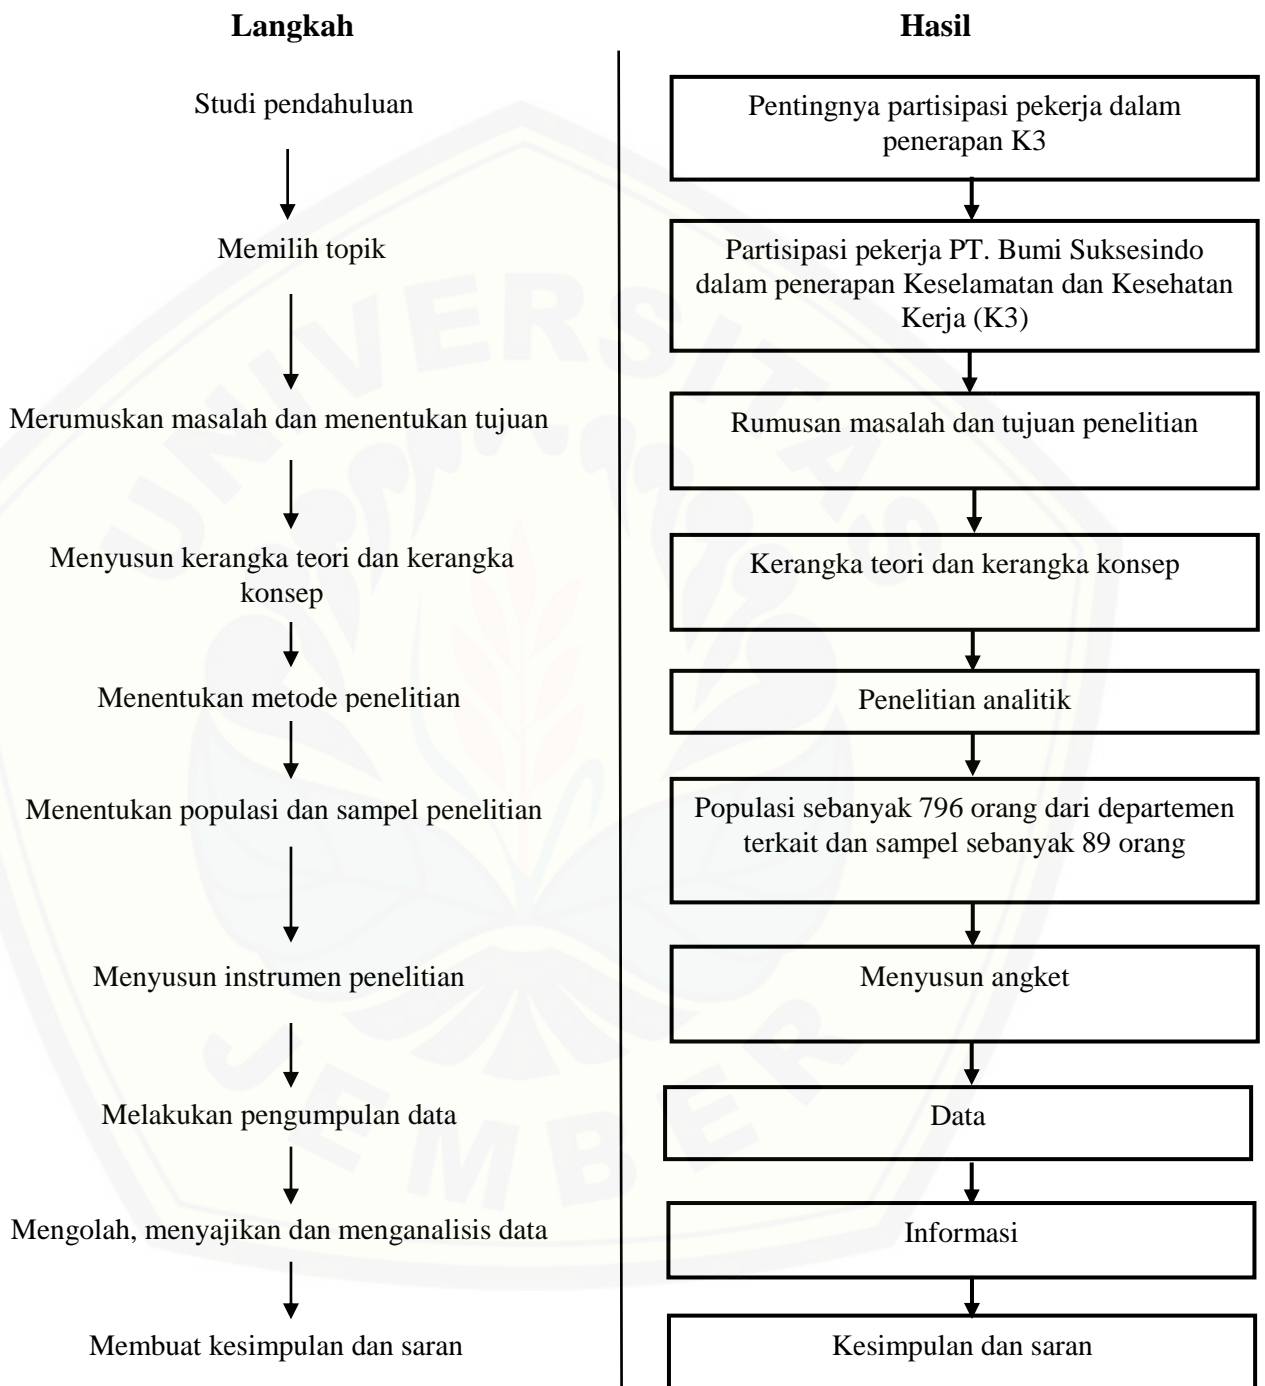 Langkah
Hasil
Studi pendahuluan
Pentingnya partisipasi pekerja dalam
penerapan K3
Memilih topik
Partisipasi pekerja PT. Bumi Suksesindo
dalam penerapan Keselamatan dan Kesehatan
Kerja (K3)
Merumuskan masalah dan menentukan tujuan
Rumusan masalah dan tujuan penelitian
Menyusun kerangka teori dan kerangka
konsep
Kerangka teori dan kerangka konsep
Menentukan metode penelitian
Penelitian analitik
Menentukan populasi dan sampel penelitian
Populasi sebanyak 796 orang dari departemen
terkait dan sampel sebanyak 89 orang
Menyusun instrumen penelitian
Menyusun angket
Melakukan pengumpulan data
Data
Mengolah, menyajikan dan menganalisis data
Informasi
Membuat kesimpulan dan saran
Kesimpulan dan saran
UNIVERSITAS
JEMBER